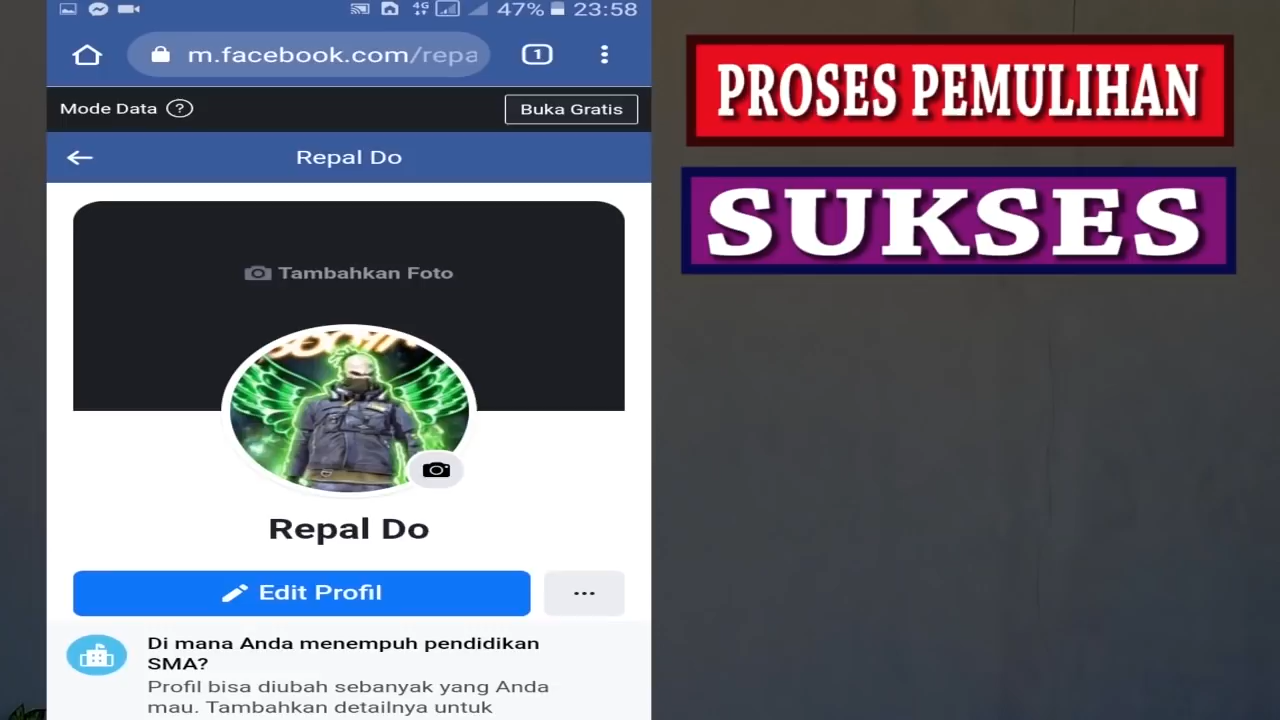 4G
47%
23:58
m.facebook.com/repa
1
Mode Data ?
Buka Gratis
Repal Do
Tambahkan Foto
Repal Do
Edit Profil
Di mana Anda menempuh pendidikan
SMA?
Profil bisa diubah sebanyak yang Anda
mau. Tambahkan detailnya untuk
PROSES PEMULIHAN
SUKSES